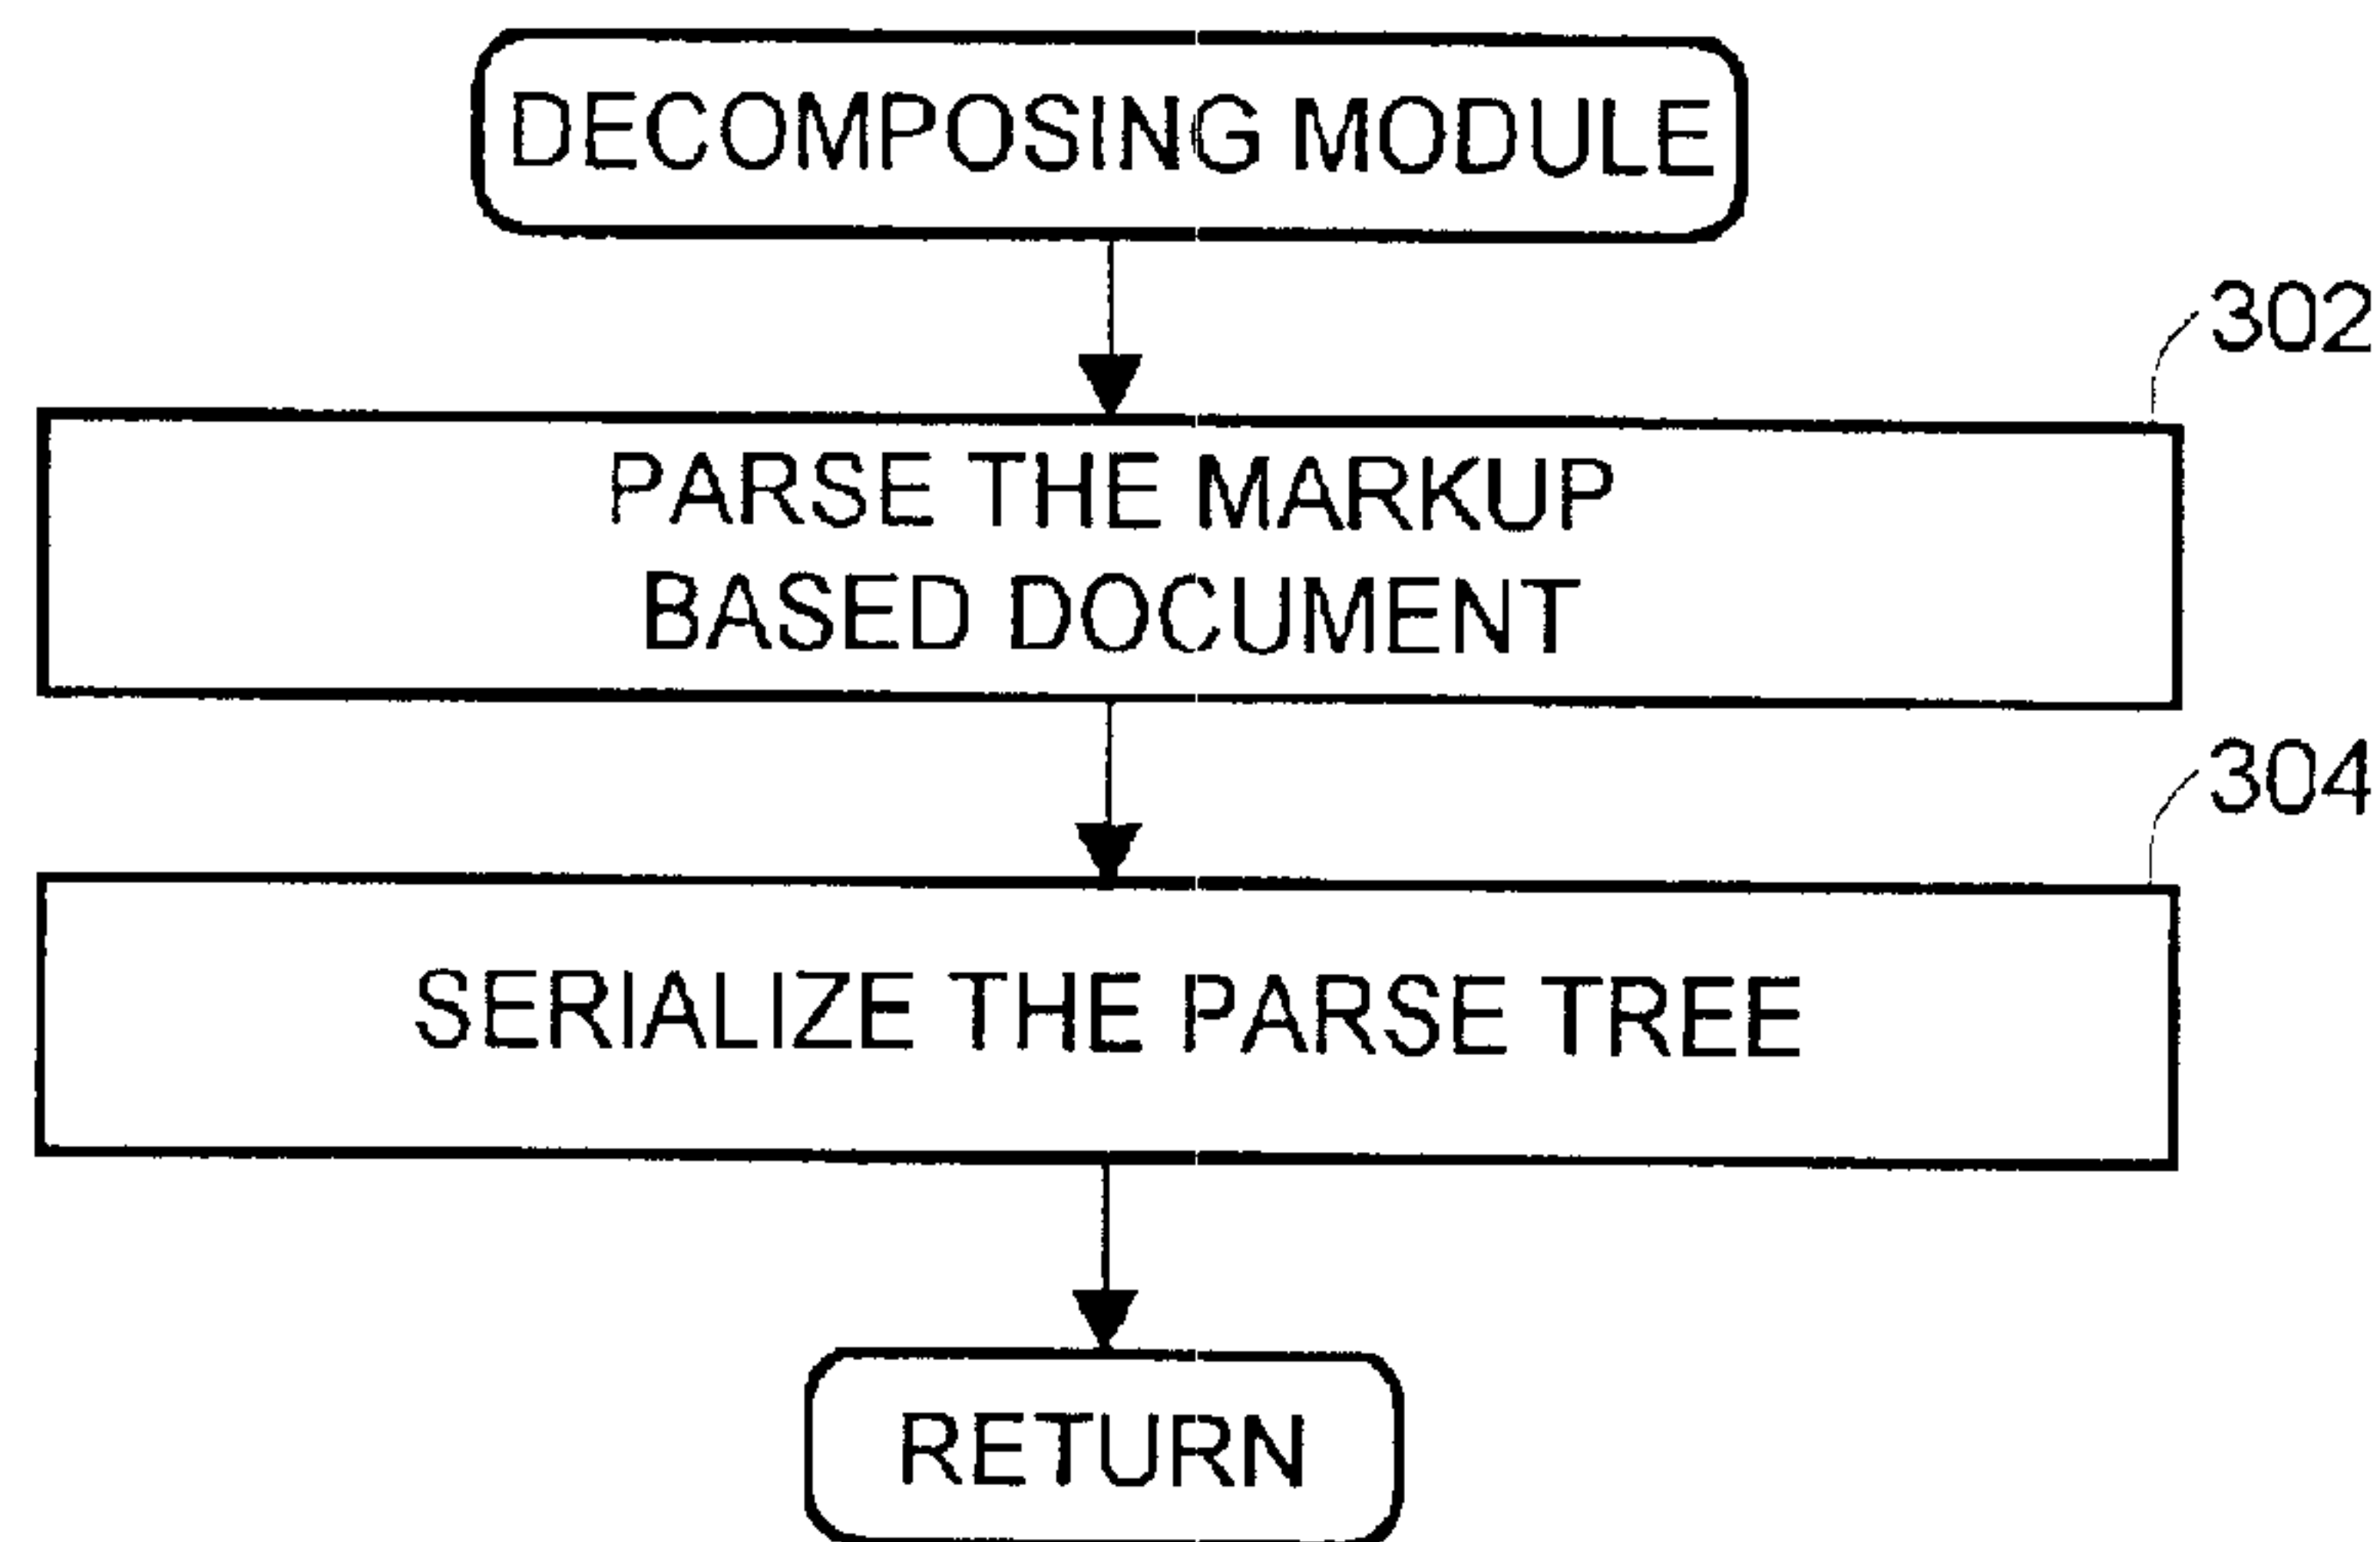 DECOMPOSING MODULE
302
PARSE THE MARKUP
BASED DOCUMENT
304
SERIALIZE THE PARSE TREE
RETURN